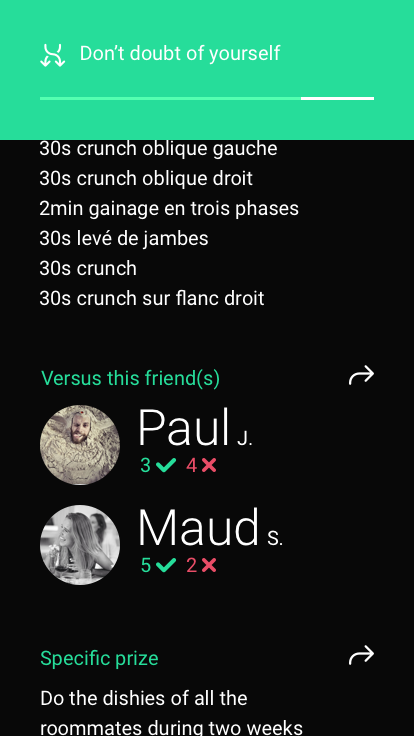 Don’t doubt of yourself
30s crunch oblique gauche
30s crunch oblique droit
2min gainage en trois phases
30s levé de jambes
30s crunch
30s crunch sur flanc droit
Versus this friend(s)
Paul J.
3 4
Maud S.
5 2
Specific prize
Do the dishies of all the
roommates during two weeks